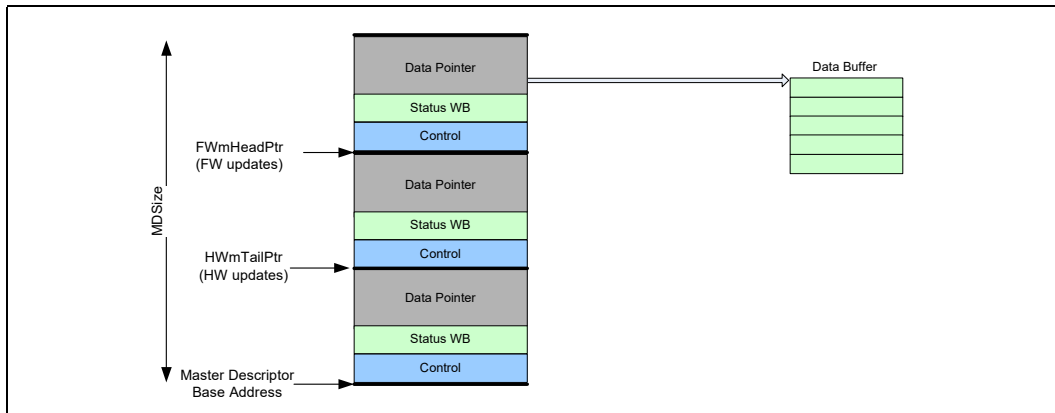 Data Pointer
Data Buffer
Status WB
Control
FWmHeadPtr
(FW updates)
Data Pointer
MDSize
Status WB
Control
HWmTailPtr
(HW updates)
Data Pointer
Status WB
Control
Master Descriptor
Base Address